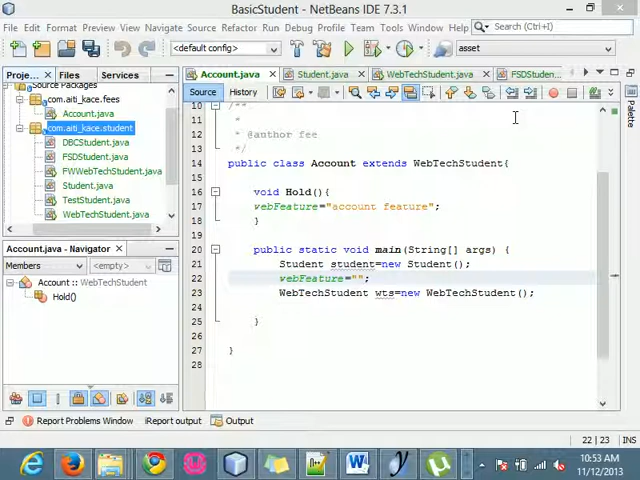 BasicStudent - NetBeans IDE 7.3.1
File Edit View Navigate Source Refactor Run Debug Profile Team Tools Window Help
Search (Ctrl+I)
<default config>
asset
Proje...
Files
Services
Account.java
Student.java
WebTechStudent.java
FSDStuden...
Source Packages
com.aiti_kace.fees
Account.java
com.aiti_kace.student
DBCStudent.java
FSDStudent.java
FWWebTechStudent.java
Student.java
TestStudent.java
WebTechStudent.java
Source
History
10 /**
11 *
12 * @author fee
13 */
14 public class Account extends WebTechStudent{
15
16 void Hold(){
17 webFeature="account feature";
18 }
19
20 public static void main(String[] args) {
21 Student student=new Student();
webFeature="";
23 WebTechStudent wts=new WebTechStudent();
24
25 }
26
27 }
28
Palette
Account.java - Navigator
Members
<empty>
Account :: WebTechStudent
Hold()
Report Problems Window
iReport output
Output
22 | 23
INS
10:53 AM
11/12/2013